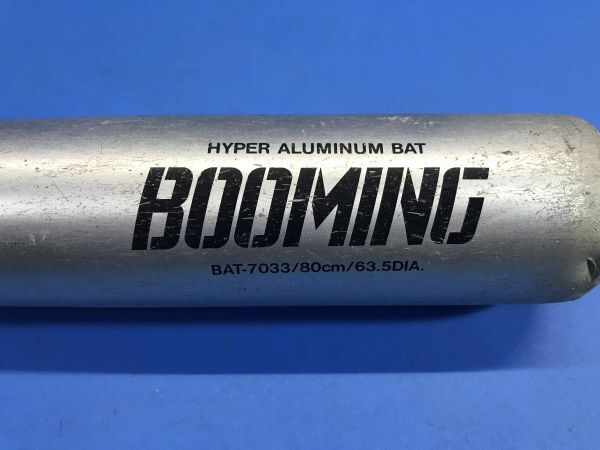 HYPER ALUMINUM BAT
BOOMING
BAT-7033/80cm/63.5DIA.